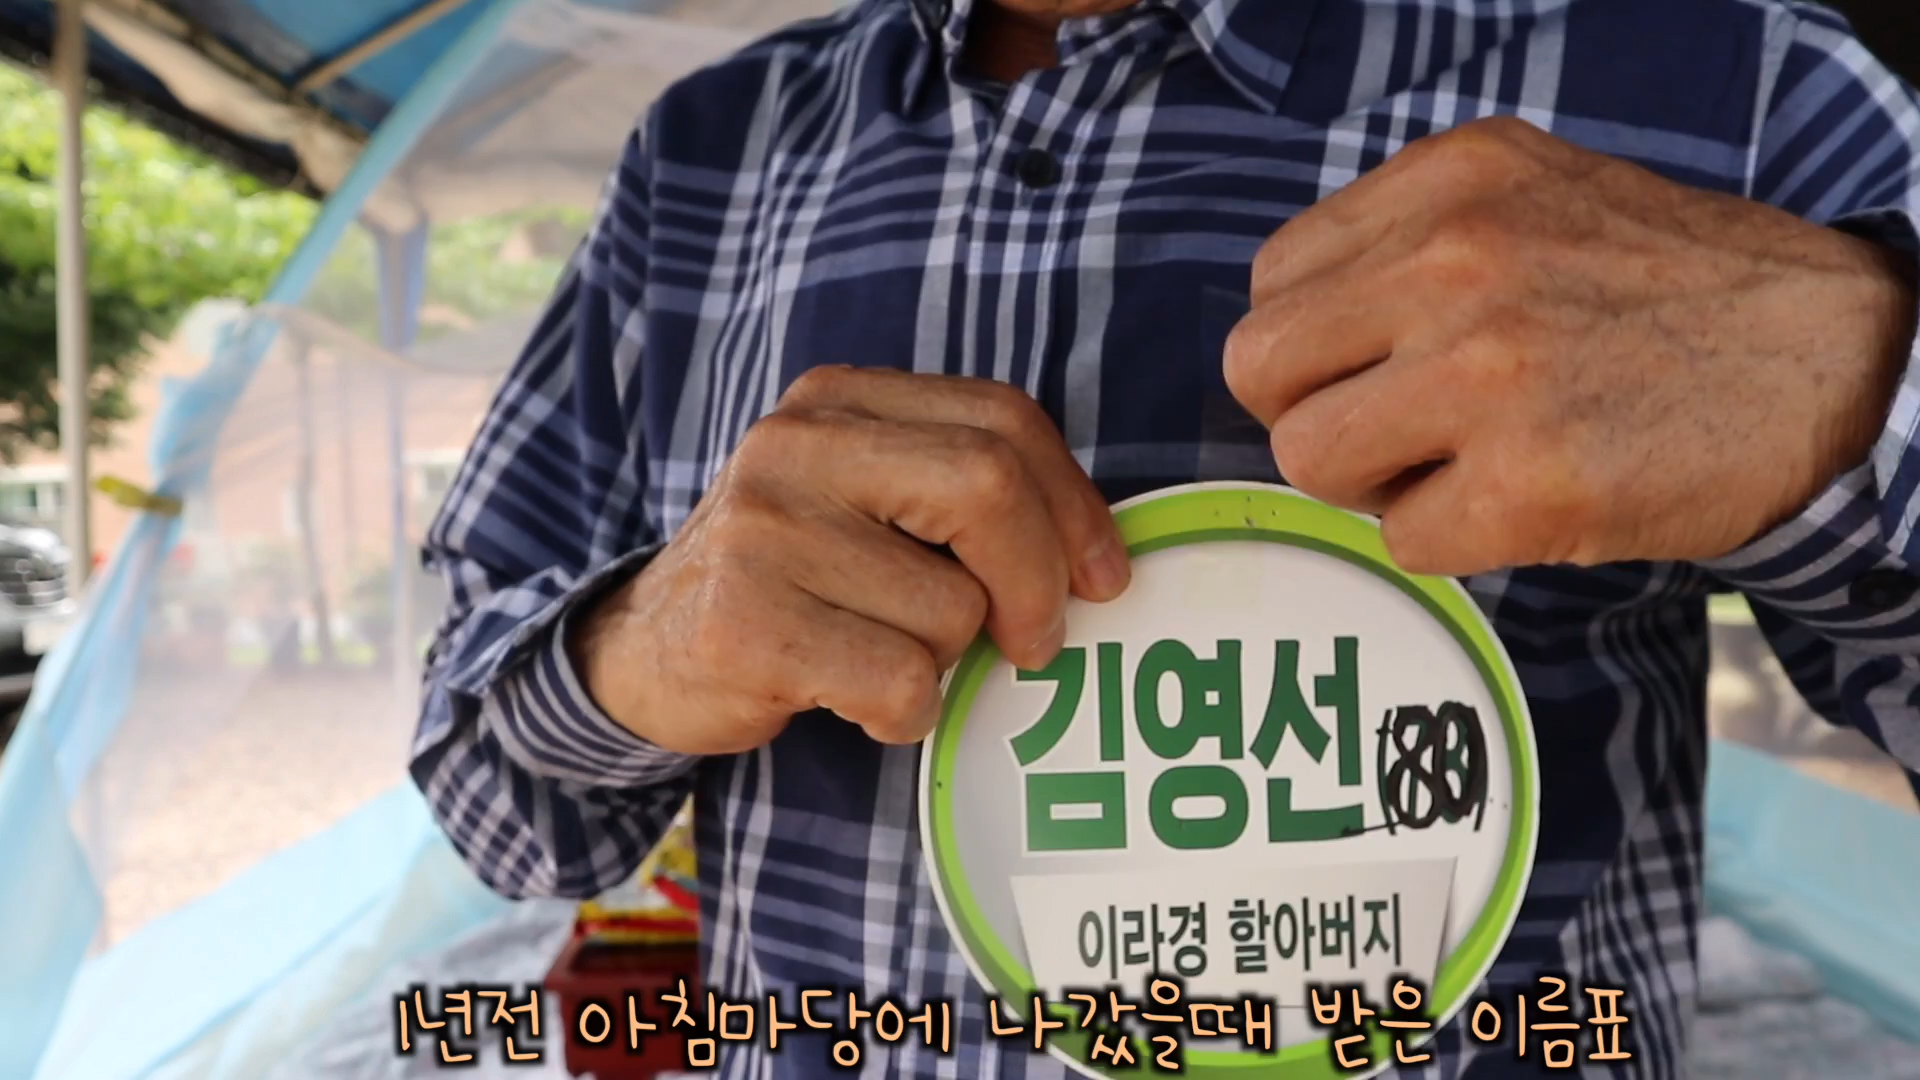 김영선
이라경 할아버지
1년전 아침마당에 나갔을때 받은 이름표